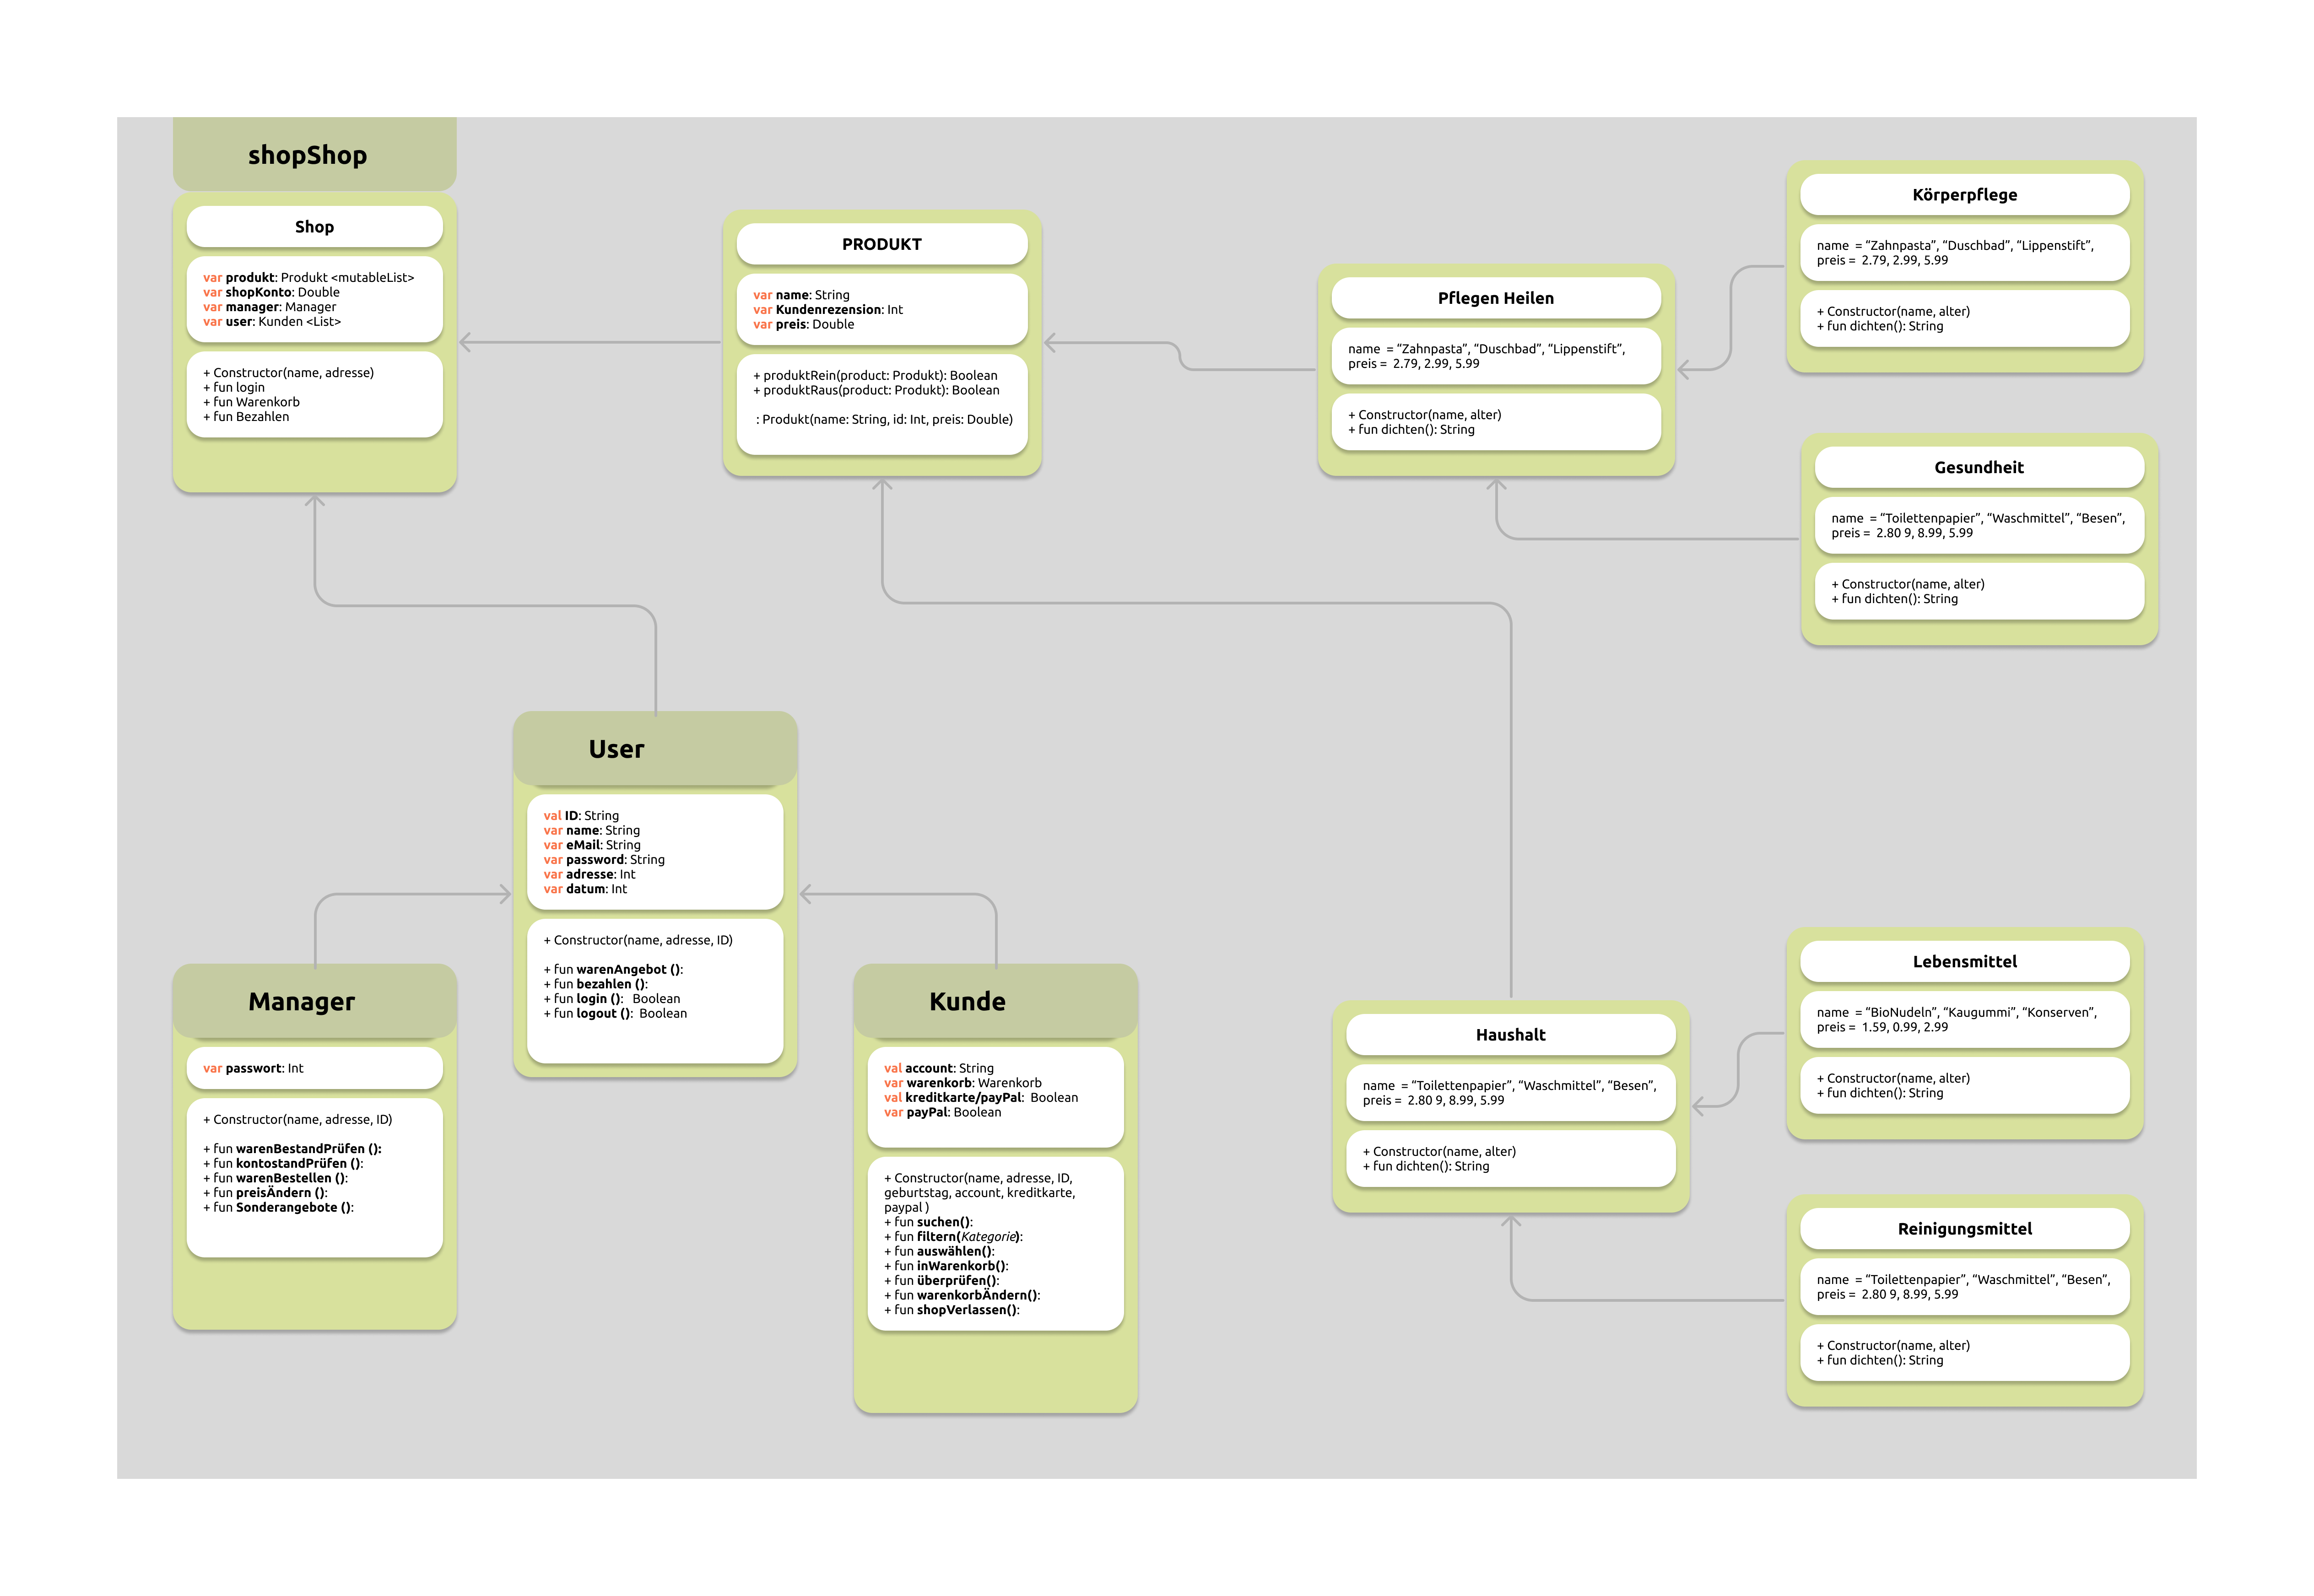 shopShop
Shop
var produkt: Produkt <mutableList>
var shopKonto: Double
var manager: Manager
var user: Kunden <List>
+ Constructor(name, adresse)
+ fun login
+ fun Warenkorb
+ fun Bezahlen
PRODUKT
var name: String
var Kundenrezension: Int
var preis: Double
+ produktRein(product: Produkt): Boolean
+ produktRaus(product: Produkt): Boolean
: Produkt(name: String, id: Int, preis: Double)
Pflegen Heilen
name = “Zahnpasta”, “Duschbad”, “Lippenstift”,
preis = 2.79, 2.99, 5.99
+ Constructor(name, alter)
+ fun dichten(): String
Körperpflege
name = “Zahnpasta”, “Duschbad”, “Lippenstift”,
preis = 2.79, 2.99, 5.99
+ Constructor(name, alter)
+ fun dichten(): String
Gesundheit
name = “Toilettenpapier”, “Waschmittel”, “Besen”,
preis = 2.80 9, 8.99, 5.99
+ Constructor(name, alter)
+ fun dichten(): String
User
val ID: String
var name: String
var eMail: String
var password: String
var adresse: Int
var datum: Int
+ Constructor(name, adresse, ID)
+ fun warenAngebot ():
+ fun bezahlen ():
+ fun login (): Boolean
+ fun logout (): Boolean
Manager
var passwort: Int
+ Constructor(name, adresse, ID)
+ fun warenBestandPrüfen ():
+ fun kontostandPrüfen ():
+ fun warenBestellen ():
+ fun preisÄndern ():
+ fun Sonderangebote ():
Kunde
val account: String
var warenkorb: Warenkorb
val kreditkarte/payPal: Boolean
var payPal: Boolean
+ Constructor(name, adresse, ID,
geburtstag, account, kreditkarte,
paypal )
+ fun suchen():
+ fun filtern(Kategorie):
+ fun auswählen():
+ fun inWarenkorb():
+ fun überprüfen():
+ fun warenkorbÄndern():
+ fun shopVerlassen():
Haushalt
name = “Toilettenpapier”, “Waschmittel”, “Besen”,
preis = 2.80 9, 8.99, 5.99
+ Constructor(name, alter)
+ fun dichten(): String
Lebensmittel
name = “BioNudeln”, “Kaugummi”, “Konserven”,
preis = 1.59, 0.99, 2.99
+ Constructor(name, alter)
+ fun dichten(): String
Reinigungsmittel
name = “Toilettenpapier”, “Waschmittel”, “Besen”,
preis = 2.80 9, 8.99, 5.99
+ Constructor(name, alter)
+ fun dichten(): String